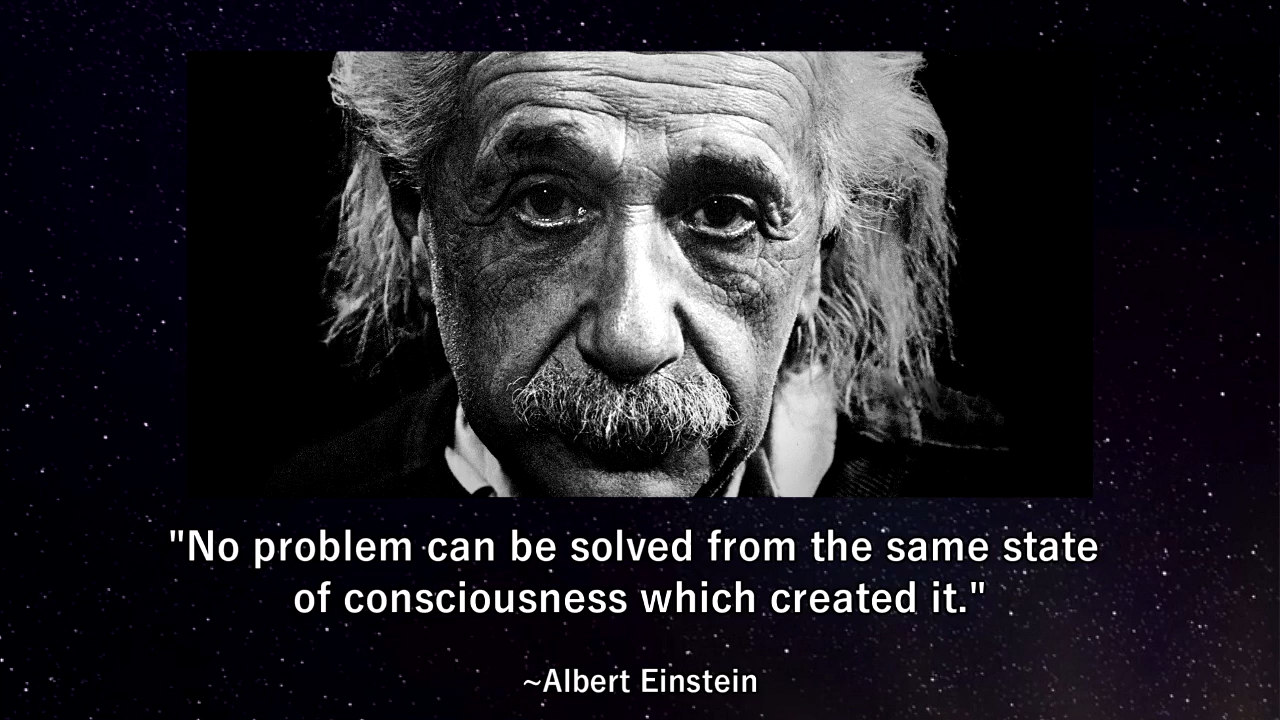 "No problem can be solved from the same state
of consciousness which created it."
~Albert Einstein